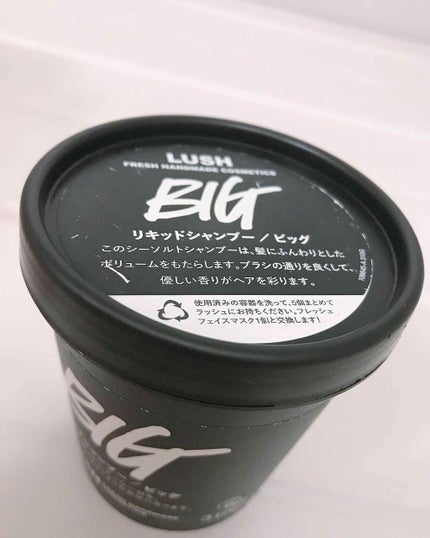 LUSH
FRESH HANDMADE COSMETICS
BIG
リキッドシャンプー / ビッグ
このシーソルトシャンプーは、髪にふんわりとした
ボリュームをもたらします。ブラシの通りを良くして、
優しい香りがヘアを彩ります。
使用済みの容器を洗って、5個まとめて
ラッシュにお持ちください。フレッシュ
フェイスマスク1個と交換します!
BIG